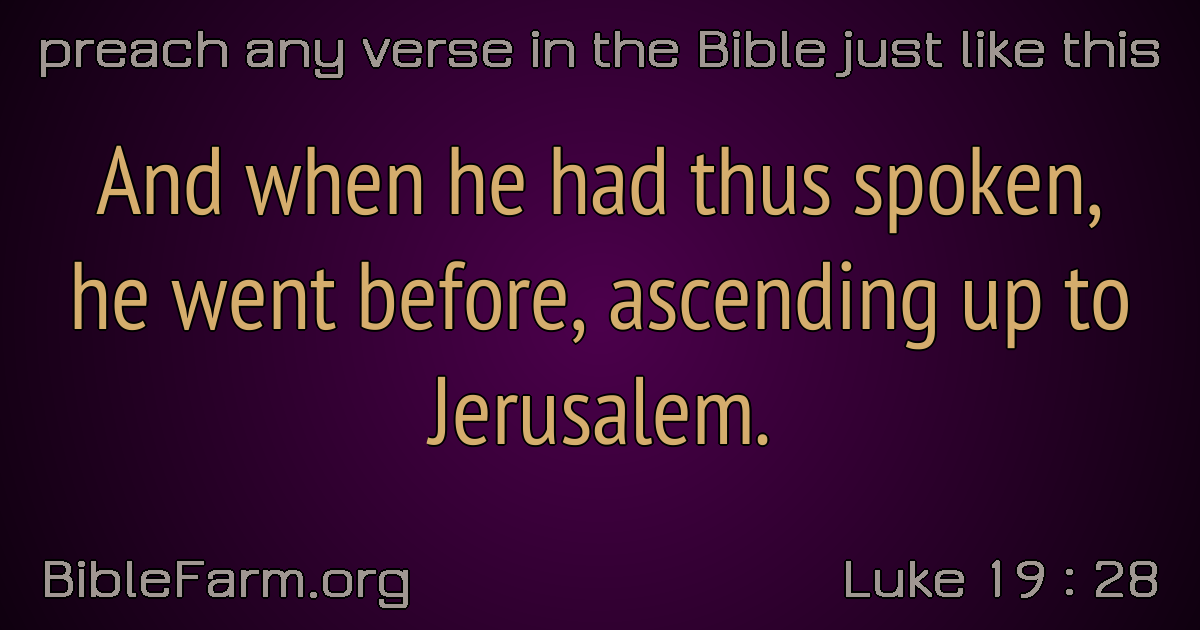 preach any verse in the Bible just like this
And when he had thus spoken,
he went before, ascending up to
Jerusalem.
BibleFarm.org
Luke 19 : 28